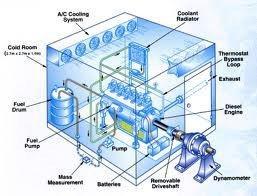 A/C Cooling
System
Coolant
Radiator
Cold Room
Thermostat
Bypass
Loop
Exhaust
Fuel
Drum
Diesel
Engine
Fuel
Pump
Pump
Mass
Measurement
Batteries
Removable
Driveshaft
Dynamometer